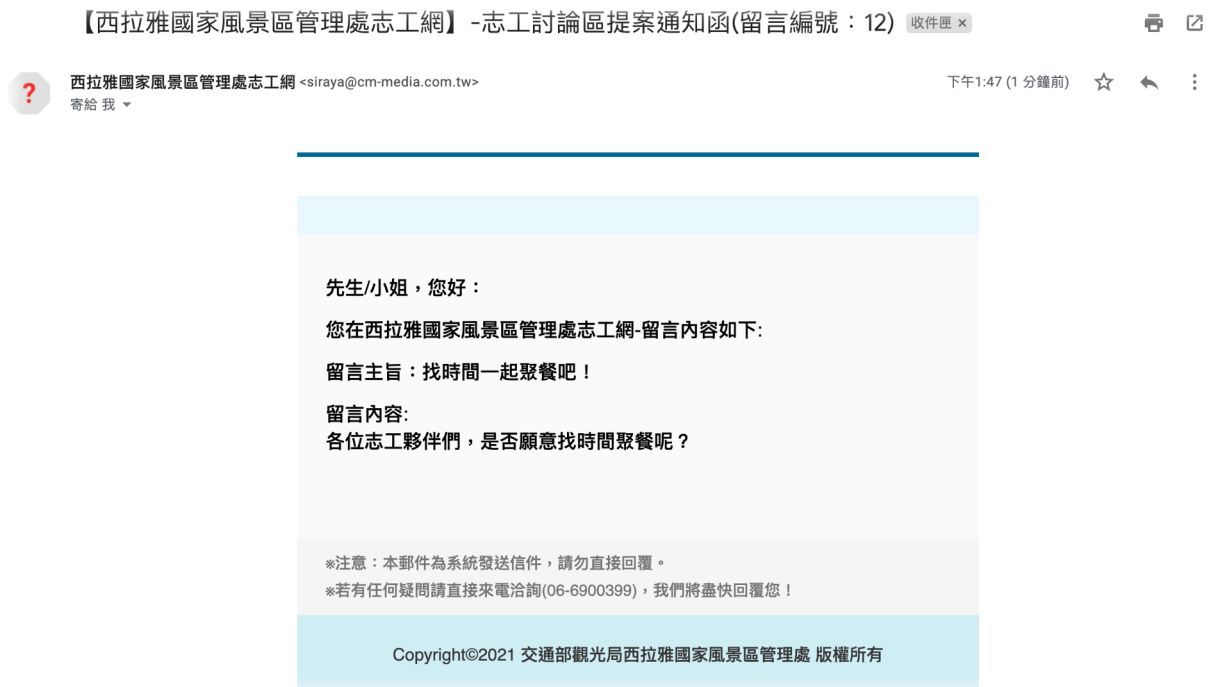 【西拉雅國家風景區管理處志工網】-志工討論區提案通知函(留言編號：12) 收件匣 ×
西拉雅國家風景區管理處志工網 <siraya@cm-media.com.tw>
下午1:47 (1 分鐘前)
寄給 我
先生/小姐，您好：
您在西拉雅國家風景區管理處志工網-留言內容如下:
留言主旨：找時間一起聚餐吧！
留言內容:
各位志工夥伴們，是否願意找時間聚餐呢？
※注意：本郵件為系統發送信件，請勿直接回覆。
※若有任何疑問請直接來電洽詢(06-6900399)，我們將盡快回覆您！
Copyright©2021 交通部觀光局西拉雅國家風景區管理處 版權所有